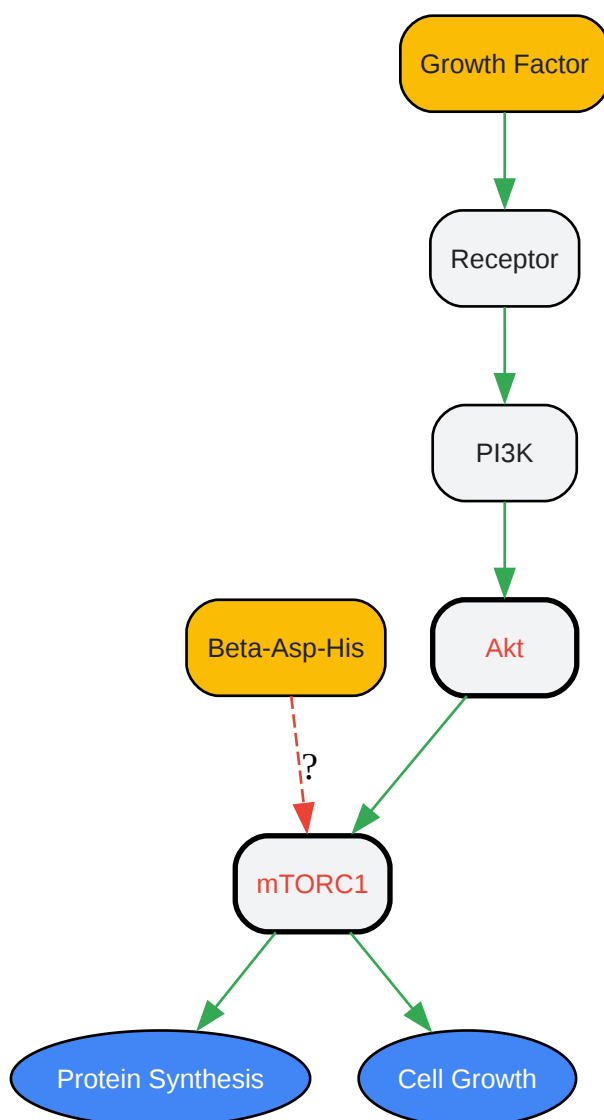 Growth Factor
Receptor
PI3K
Beta-Asp-His
Akt
?
mTORC1
Protein Synthesis
Cell Growth